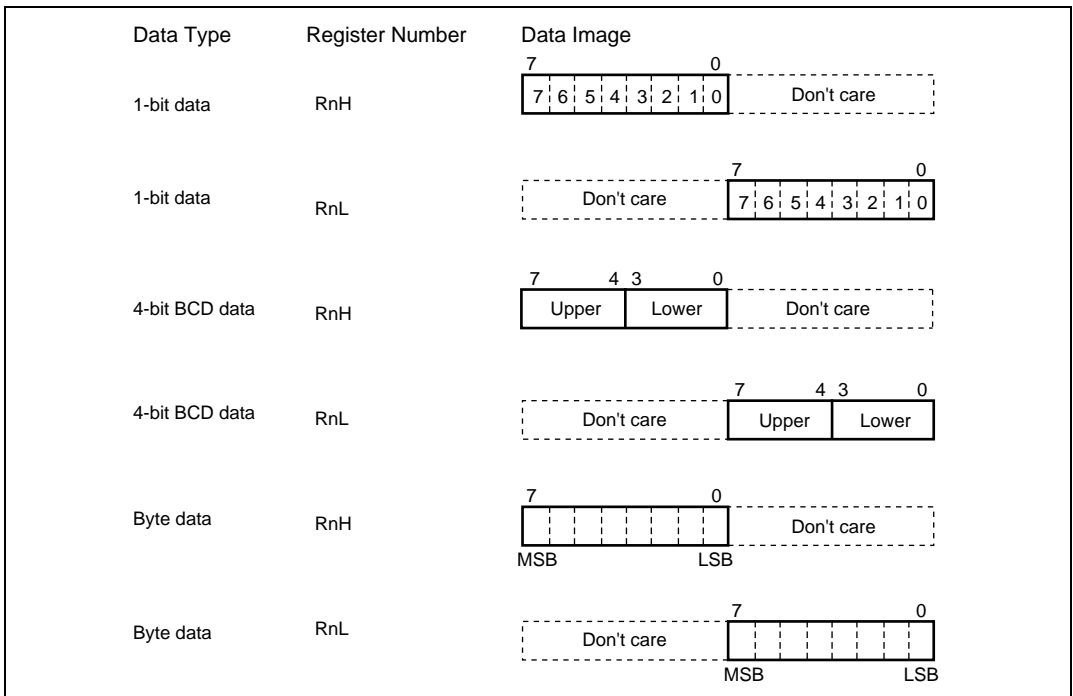 Data Type Register Number Data Image
7 0
1-bit data RnH 7 6 5 4 3 2 1 0 Don't care
7 0
1-bit data RnL Don't care 7 6 5 4 3 2 1 0
7 4 3 0
4-bit BCD data RnH Upper Lower Don't care
7 4 3 0
4-bit BCD data RnL Don't care Upper Lower
7 0
Byte data RnH Don't care
MSB LSB
7 0
Byte data RnL Don't care
MSB LSB